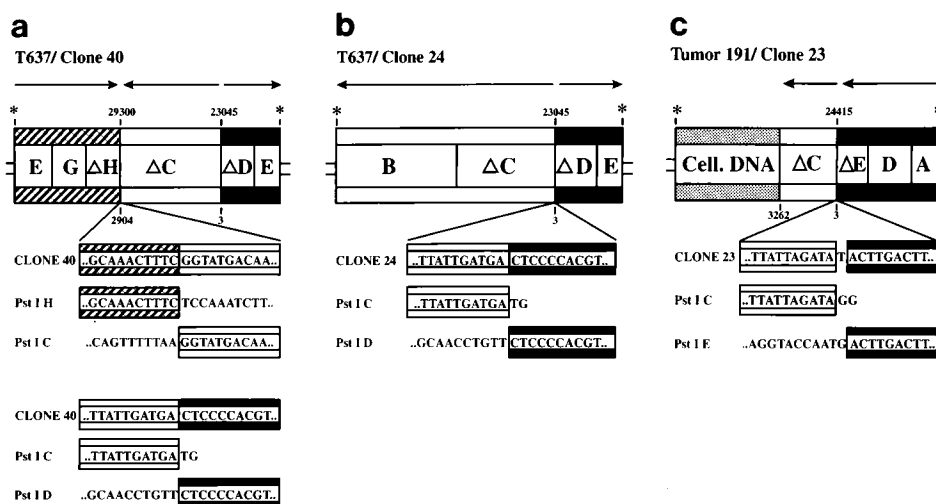 a
T637/ Clone 40
* 29300 23045 *
E G ΔH ΔC ΔD E
2904 3
CLONE 40 ..GCAAACTTTC GGTATGACAA..
Pst I H ..GCAAACTTTC TCCAAATCTT..
Pst I C ..CAGTTTTTAA GGTATGACAA..
CLONE 40 ..TTATTGATGA CTCCCCACGT..
Pst I C ..TTATTGATGA TG
Pst I D ..GCAACCTGTT CTCCCCACGT..
b
T637/ Clone 24
* 23045 *
B ΔC ΔD E
3
CLONE 24 ..TTATTGATGA CTCCCCACGT..
Pst I C ..TTATTGATGA TG
Pst I D ..GCAACCTGTT CTCCCCACGT..
c
Tumor 191/ Clone 23
* 24415 *
Cell. DNA ΔC ΔE D A
3262 3
CLONE 23 ..TTATTAGATA T ACTTGACTT..
Pst I C ..TTATTAGATA GG
Pst I E ..AGGTACCAATG ACTTGACTT..